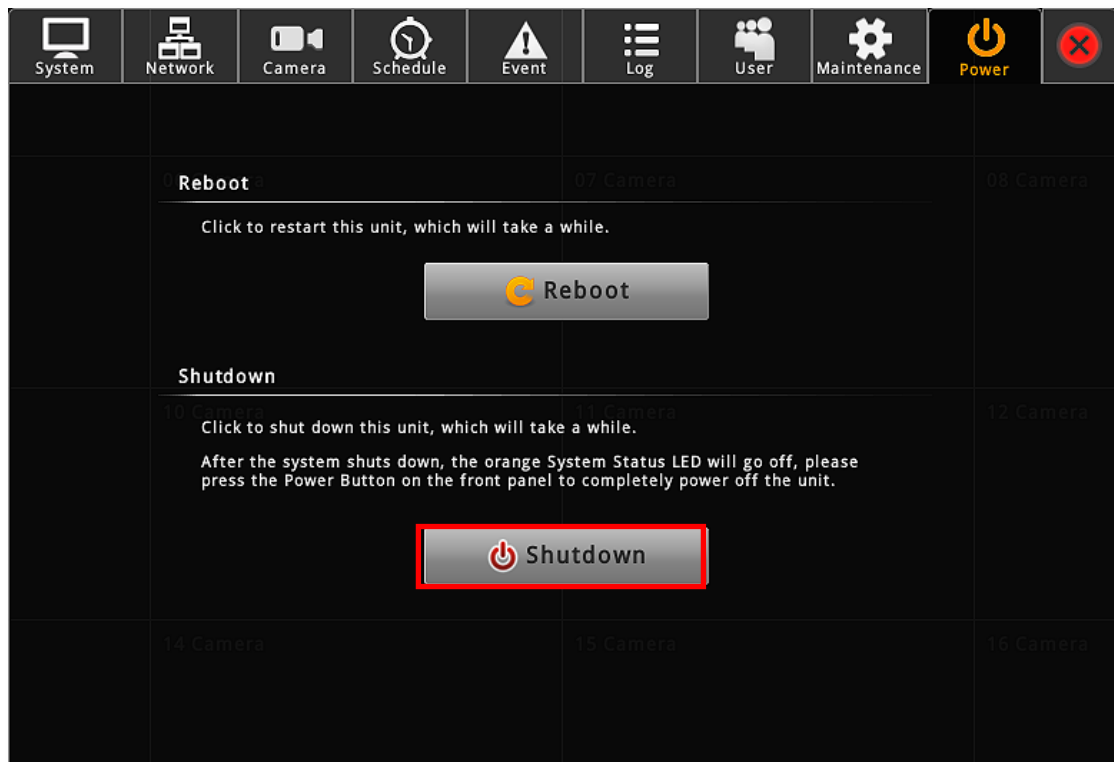 System Network Camera Schedule Event Log User Maintenance Power
Reboot
07 Camera
08 Camera
Click to restart this unit, which will take a while.
Reboot
Shutdown
10 Camera
11 Camera
12 Camera
Click to shut down this unit, which will take a while.
After the system shuts down, the orange System Status LED will go off, please
press the Power Button on the front panel to completely power off the unit.
Shutdown
14 Camera
15 Camera
16 Camera